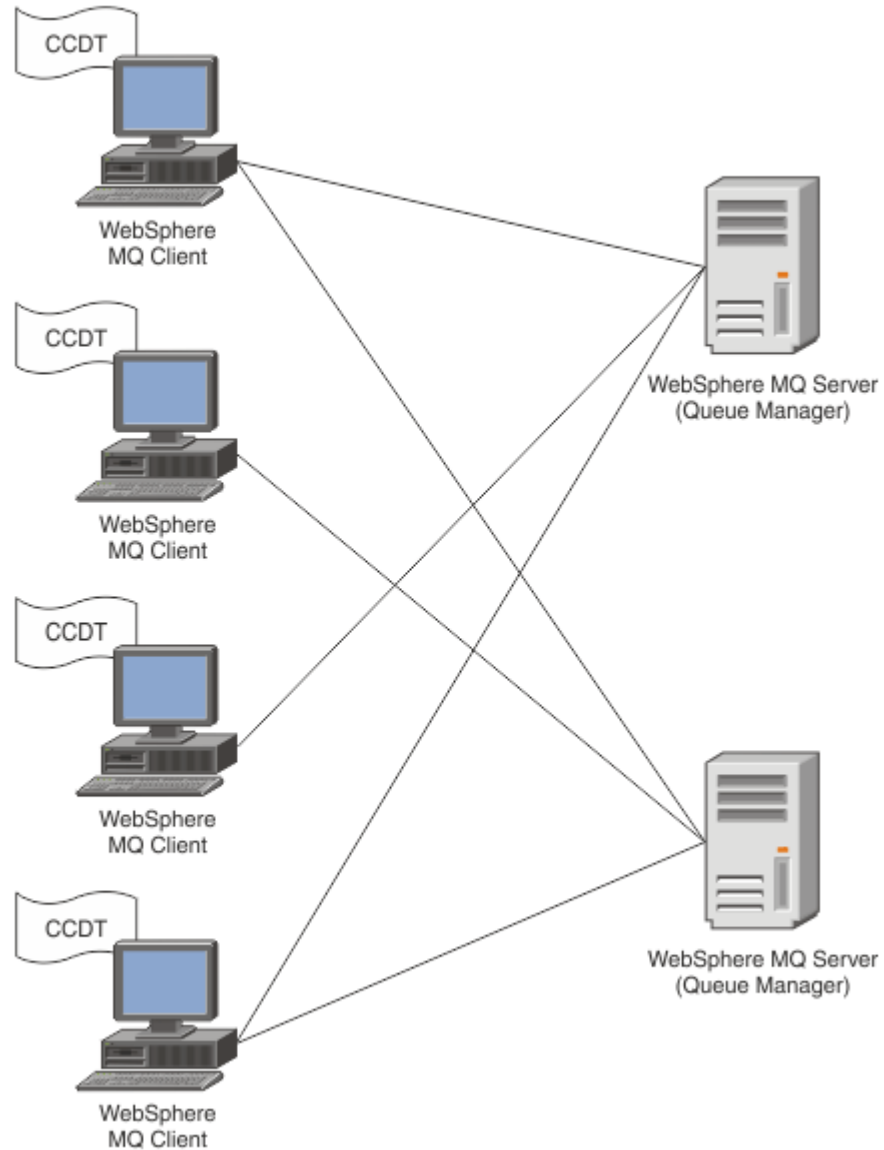 CCDT
WebSphere
MQ Client
WebSphere MQ Server
(Queue Manager)
CCDT
WebSphere
MQ Client
CCDT
WebSphere
MQ Client
WebSphere MQ Server
(Queue Manager)
CCDT
WebSphere
MQ Client